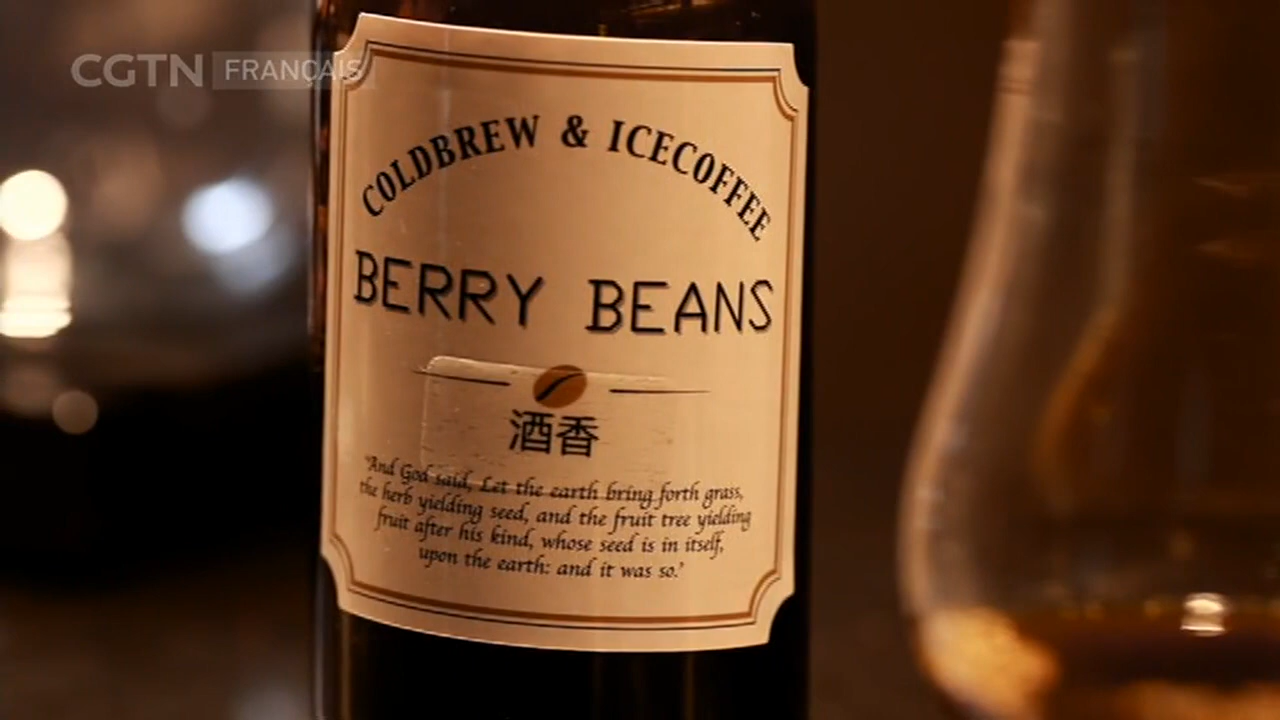 CGTN FRANÇAIS
COLDBREW & ICECOFFEE
BERRY BEANS
酒香
"And God said, Let the earth bring forth grass,
the herb yielding seed, and the fruit tree yielding
fruit after his kind, whose seed is in itself,
upon the earth: and it was so.'